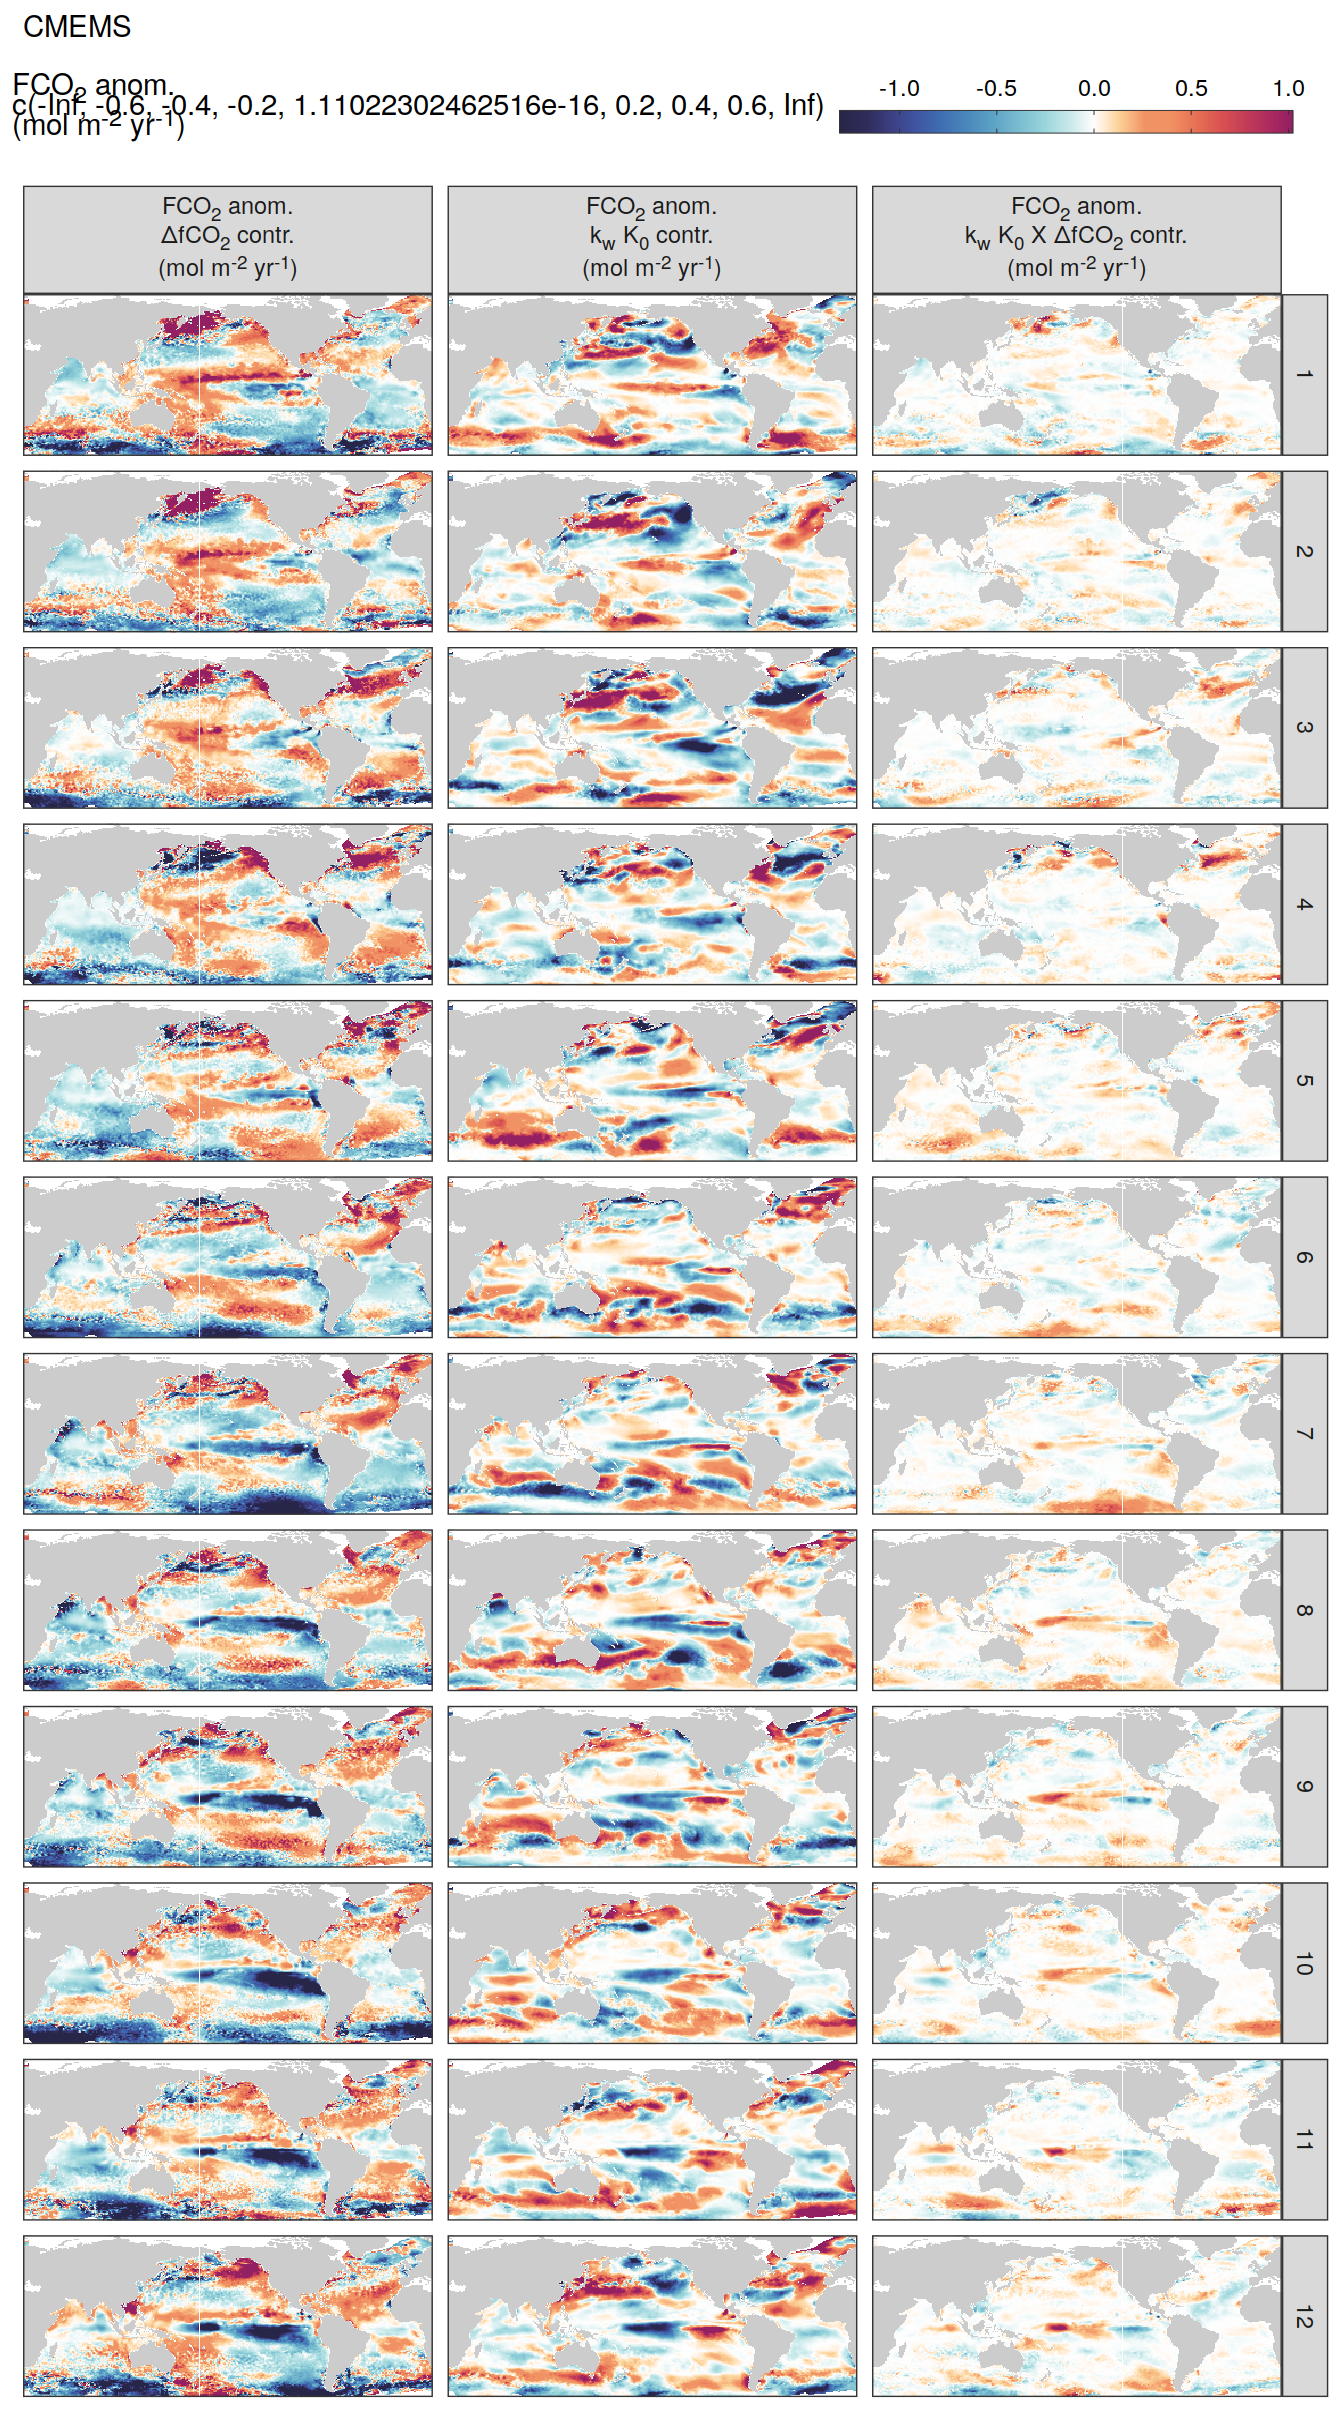 CMEMS
FCO₂ anom.
c(-Inf, -0.6, -0.4, -0.2, 1.11022302462516e-16, 0.2, 0.4, 0.6, Inf)
(mol m⁻² yr⁻¹)
-1.0 -0.5 0.0 0.5 1.0
FCO₂ anom.
ΔfCO₂ contr.
(mol m⁻² yr⁻¹)
FCO₂ anom.
k_w K₀ contr.
(mol m⁻² yr⁻¹)
FCO₂ anom.
k_w K₀ X ΔfCO₂ contr.
(mol m⁻² yr⁻¹)
1
2
3
4
5
6
7
8
9
10
11
12